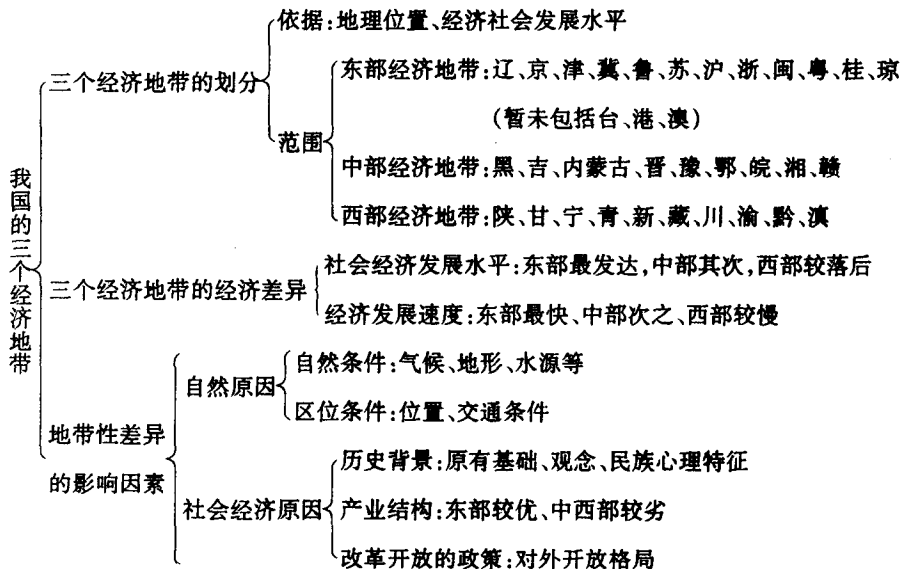 我国的三个经济地带
三个经济地带的划分
依据:地理位置、经济社会发展水平
范围
东部经济地带:辽、京、津、冀、鲁、苏、沪、浙、闽、粤、桂、琼
(暂未包括台、港、澳)
中部经济地带:黑、吉、内蒙古、晋、豫、鄂、皖、湘、赣
西部经济地带:陕、甘、宁、青、新、藏、川、渝、黔、滇
三个经济地带的经济差异
社会经济发展水平:东部最发达,中部其次,西部较落后
经济发展速度:东部最快、中部次之、西部较慢
地带性差异
的影响因素
自然原因
自然条件:气候、地形、水源等
区位条件:位置、交通条件
社会经济原因
历史背景:原有基础、观念、民族心理特征
产业结构:东部较优、中西部较劣
改革开放的政策:对外开放格局